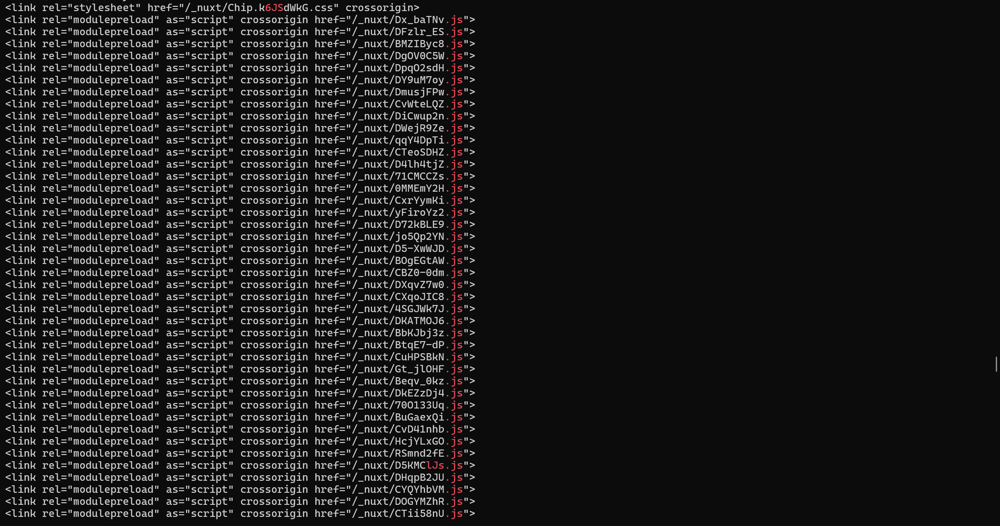 <link rel="stylesheet" href="/_nuxt/Chip.k6JSdWkG.css" crossorigin>
<link rel="modulepreload" as="script" crossorigin href="/_nuxt/Dx_baTNv.js">
<link rel="modulepreload" as="script" crossorigin href="/_nuxt/DFzlr_ES.js">
<link rel="modulepreload" as="script" crossorigin href="/_nuxt/BMZIByc8.js">
<link rel="modulepreload" as="script" crossorigin href="/_nuxt/DgOV0C5W.js">
<link rel="modulepreload" as="script" crossorigin href="/_nuxt/DpqO2sdH.js">
<link rel="modulepreload" as="script" crossorigin href="/_nuxt/DY9uM7oy.js">
<link rel="modulepreload" as="script" crossorigin href="/_nuxt/DmusjFPw.js">
<link rel="modulepreload" as="script" crossorigin href="/_nuxt/CvWteLQZ.js">
<link rel="modulepreload" as="script" crossorigin href="/_nuxt/DiCwup2n.js">
<link rel="modulepreload" as="script" crossorigin href="/_nuxt/DWejR9Ze.js">
<link rel="modulepreload" as="script" crossorigin href="/_nuxt/qqY4DpTi.js">
<link rel="modulepreload" as="script" crossorigin href="/_nuxt/CTeoSDHZ.js">
<link rel="modulepreload" as="script" crossorigin href="/_nuxt/D4lh4tjZ.js">
<link rel="modulepreload" as="script" crossorigin href="/_nuxt/71CMCCZs.js">
<link rel="modulepreload" as="script" crossorigin href="/_nuxt/0MMEmY2H.js">
<link rel="modulepreload" as="script" crossorigin href="/_nuxt/CxrYymKi.js">
<link rel="modulepreload" as="script" crossorigin href="/_nuxt/yFiroYz2.js">
<link rel="modulepreload" as="script" crossorigin href="/_nuxt/D72kBLE9.js">
<link rel="modulepreload" as="script" crossorigin href="/_nuxt/jo5Qp2YN.js">
<link rel="modulepreload" as="script" crossorigin href="/_nuxt/D5-XwWJD.js">
<link rel="modulepreload" as="script" crossorigin href="/_nuxt/BOgEGtAW.js">
<link rel="modulepreload" as="script" crossorigin href="/_nuxt/CBZ0-0dm.js">
<link rel="modulepreload" as="script" crossorigin href="/_nuxt/DXqvZ7w0.js">
<link rel="modulepreload" as="script" crossorigin href="/_nuxt/CXqoJIC8.js">
<link rel="modulepreload" as="script" crossorigin href="/_nuxt/4SGJWk7J.js">
<link rel="modulepreload" as="script" crossorigin href="/_nuxt/DKATMOJ6.js">
<link rel="modulepreload" as="script" crossorigin href="/_nuxt/BbKJbj3z.js">
<link rel="modulepreload" as="script" crossorigin href="/_nuxt/BtqE7-dP.js">
<link rel="modulepreload" as="script" crossorigin href="/_nuxt/CuHPSBkN.js">
<link rel="modulepreload" as="script" crossorigin href="/_nuxt/Gt_jlOHF.js">
<link rel="modulepreload" as="script" crossorigin href="/_nuxt/Beqv_0kz.js">
<link rel="modulepreload" as="script" crossorigin href="/_nuxt/DkEZzDj4.js">
<link rel="modulepreload" as="script" crossorigin href="/_nuxt/70O133Uq.js">
<link rel="modulepreload" as="script" crossorigin href="/_nuxt/BuGaexQi.js">
<link rel="modulepreload" as="script" crossorigin href="/_nuxt/CvD41nhb.js">
<link rel="modulepreload" as="script" crossorigin href="/_nuxt/HcjYLxGO.js">
<link rel="modulepreload" as="script" crossorigin href="/_nuxt/RSmnd2fE.js">
<link rel="modulepreload" as="script" crossorigin href="/_nuxt/D5KMClJs.js">
<link rel="modulepreload" as="script" crossorigin href="/_nuxt/DHqpB2JU.js">
<link rel="modulepreload" as="script" crossorigin href="/_nuxt/CYQYhbVM.js">
<link rel="modulepreload" as="script" crossorigin href="/_nuxt/DOGYMZhR.js">
<link rel="modulepreload" as="script" crossorigin href="/_nuxt/CTii58nU.js">